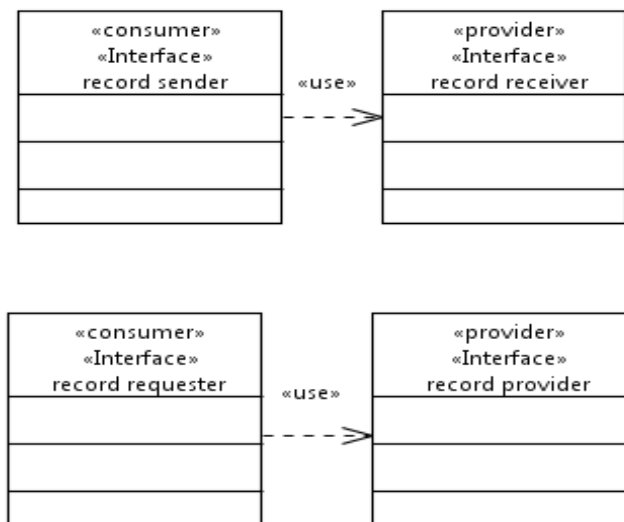 «consumer»
«Interface»
record sender
«use»
«provider»
«Interface»
record receiver
«consumer»
«Interface»
record requester
«use»
«provider»
«Interface»
record provider